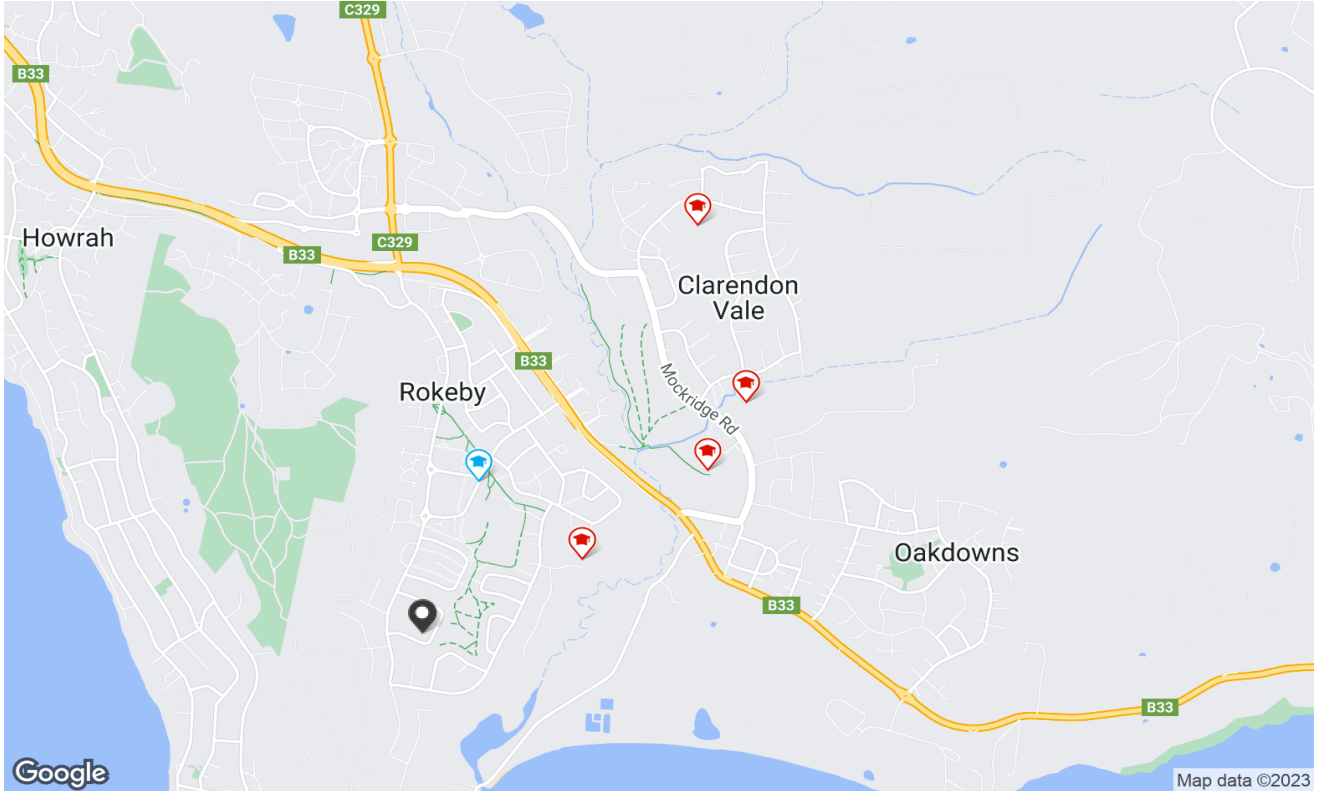 C329
B33
Howrah
C329
B33
Clarendon
Vale
B33
Mockridge Rd
Rokeby
Oakdowns
B33
B33
Google
Map data ©2023